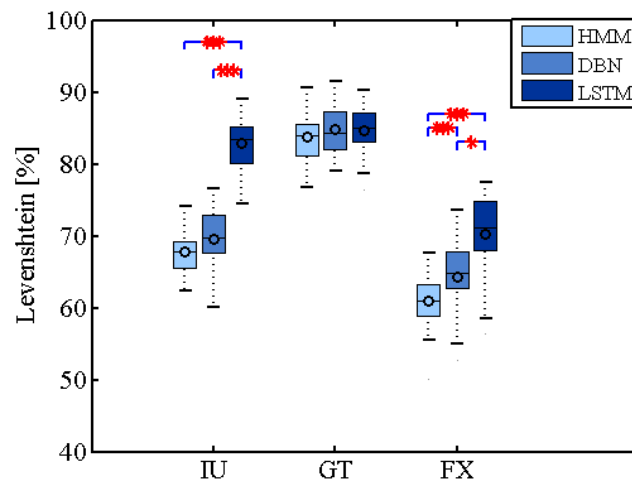 HMM
DBN
LSTM
Levenshtein [%]
100
90
80
70
60
50
40
***
***
***
***
*
IU GT FX